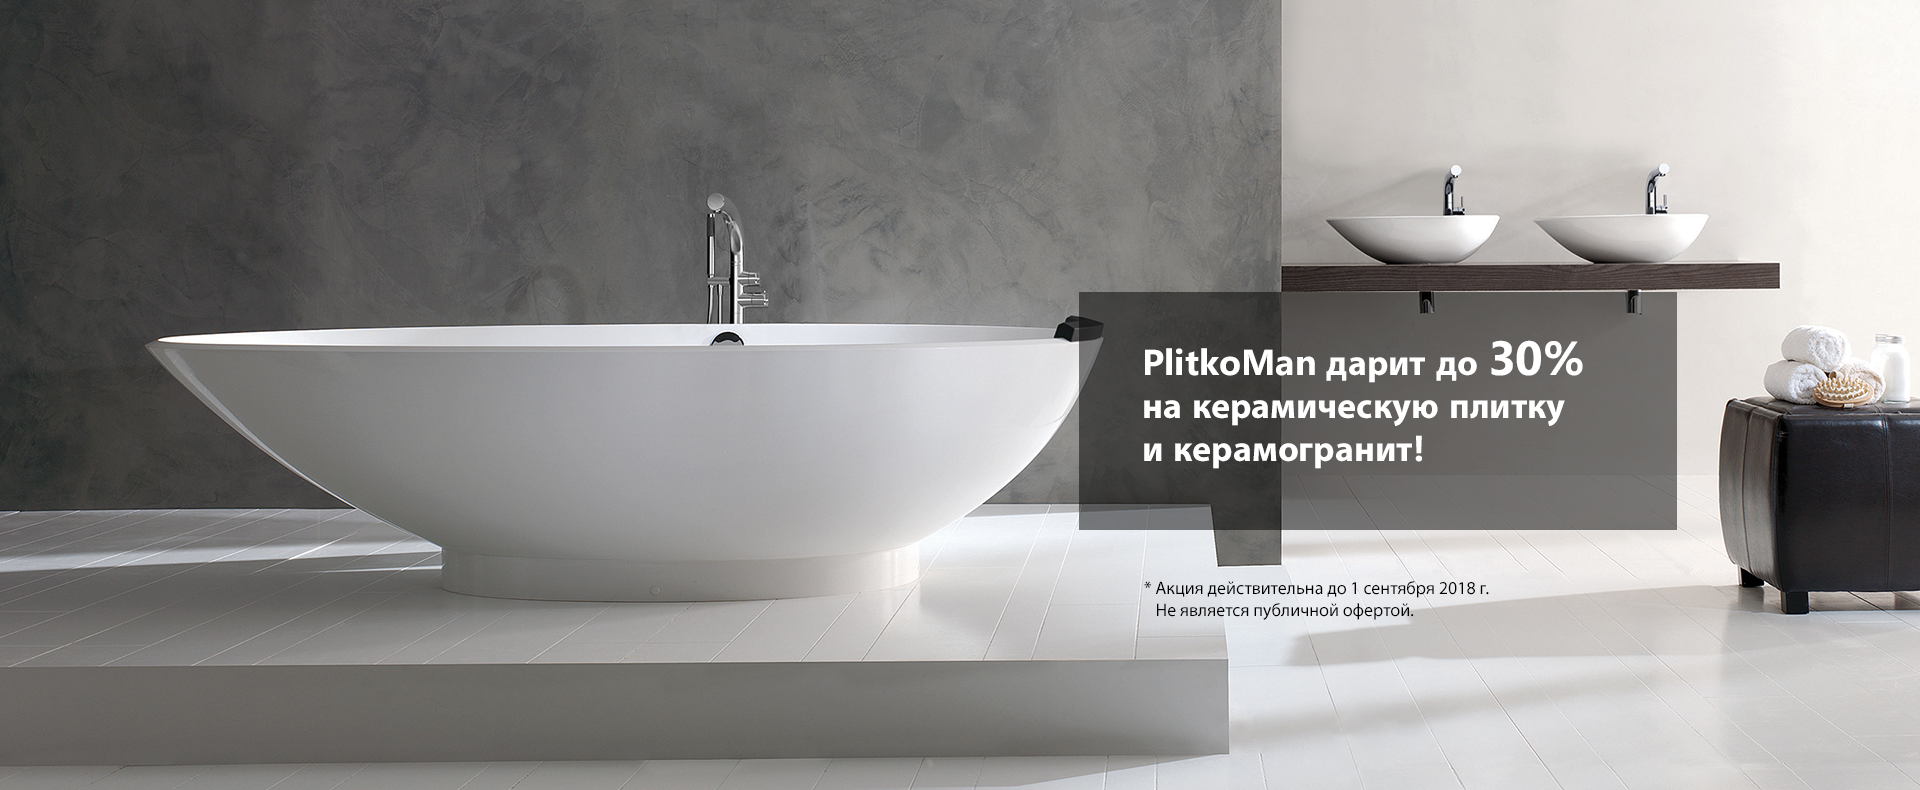 PlitkoMan дарит до 30%
на керамическую плитку
и керамогранит!
* Акция действительна до 1 сентября 2018 г.
Не является публичной офертой.